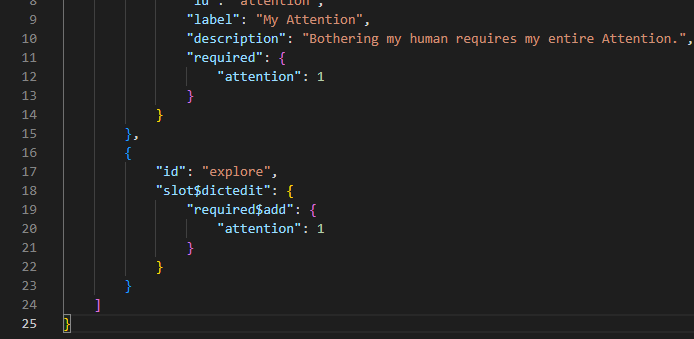 8 "id": "attention",
9 "label": "My Attention",
10 "description": "Bothering my human requires my entire Attention.",
11 "required": {
12 "attention": 1
13 }
14 }
15 },
16 {
17 "id": "explore",
18 "slot$dictedit": {
19 "required$add": {
20 "attention": 1
21 }
22 }
23 }
24 ]
25 }